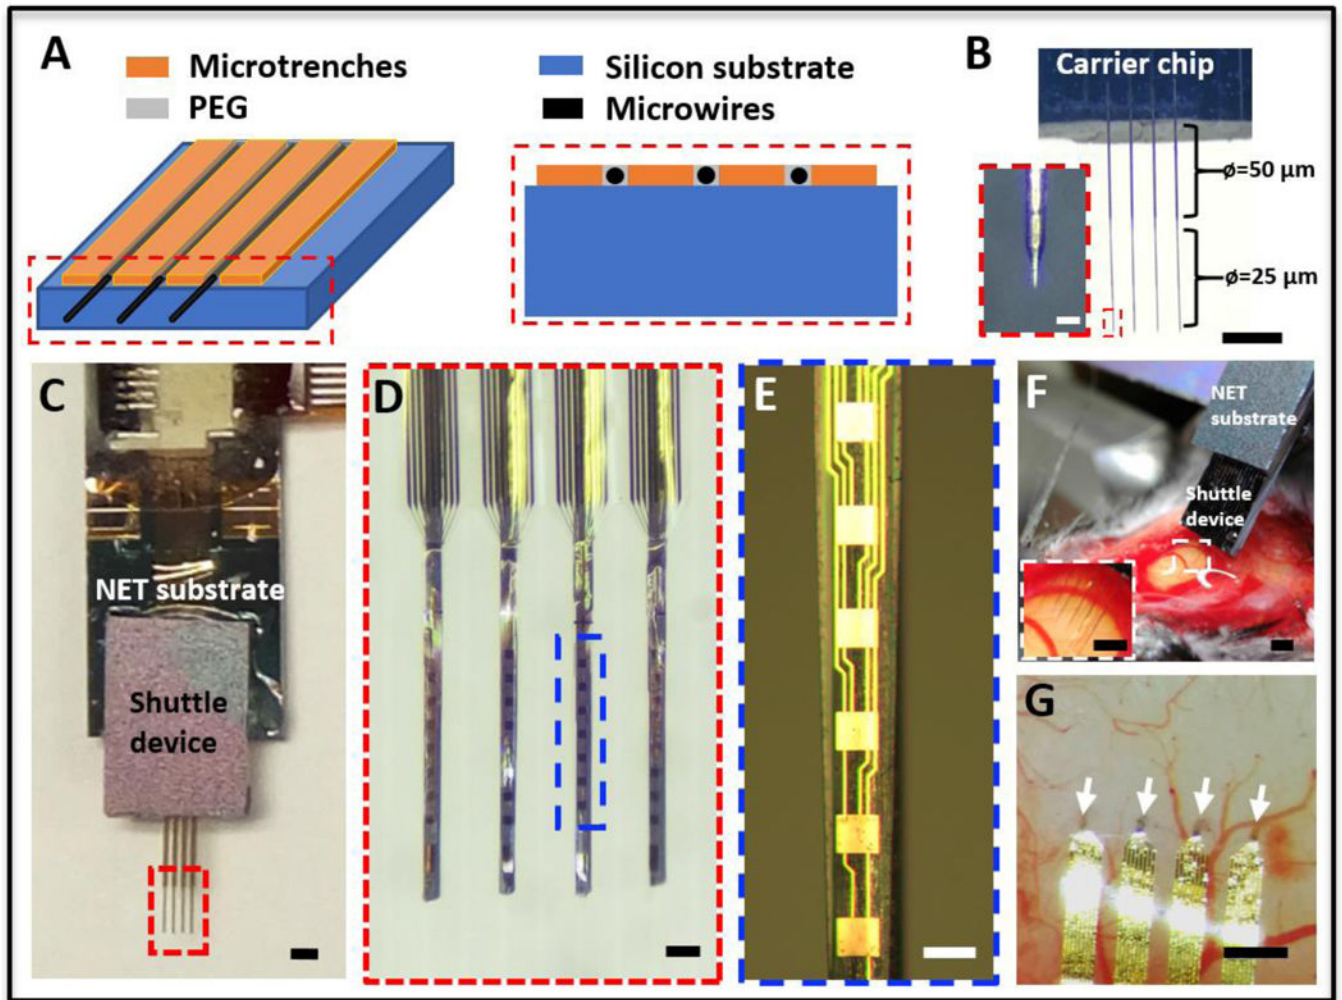 A
Microtrenches
PEG
Silicon substrate
Microwires
B
Carrier chip
ø=50 µm
ø=25 µm
C
NET substrate
Shuttle
device
D
E
F
NET
substrate
Shuttle
device
G